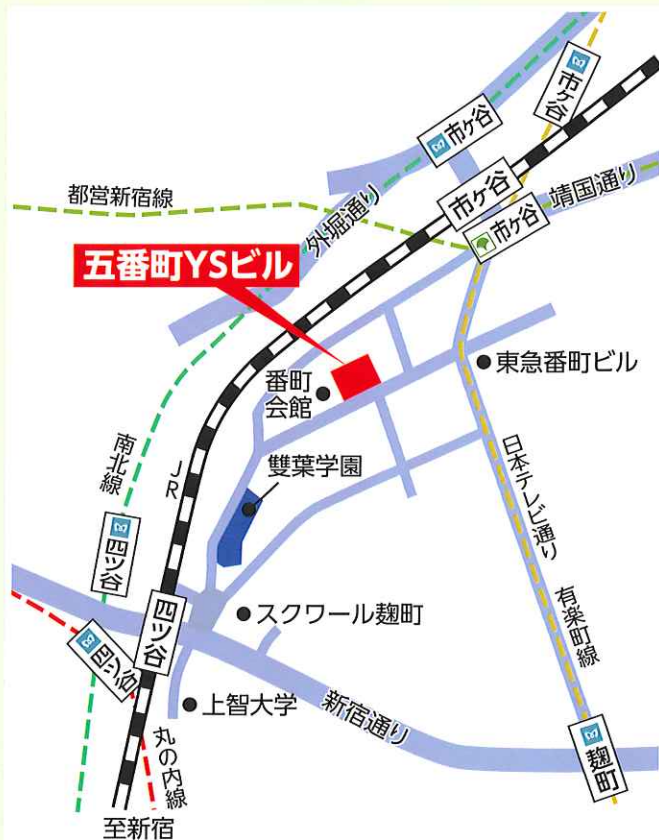 市ヶ谷
市ヶ谷
市ヶ谷
靖国通り
都営新宿線
外堀通り
市ヶ谷
五番町YSビル
東急番町ビル
番町
会館
南北線
JR
雙葉学園
日本テレビ通り
四ツ谷
四ツ谷
スクワール麹町
有楽町線
四ツ谷
上智大学
新宿通り
麹町
丸の内線
至新宿